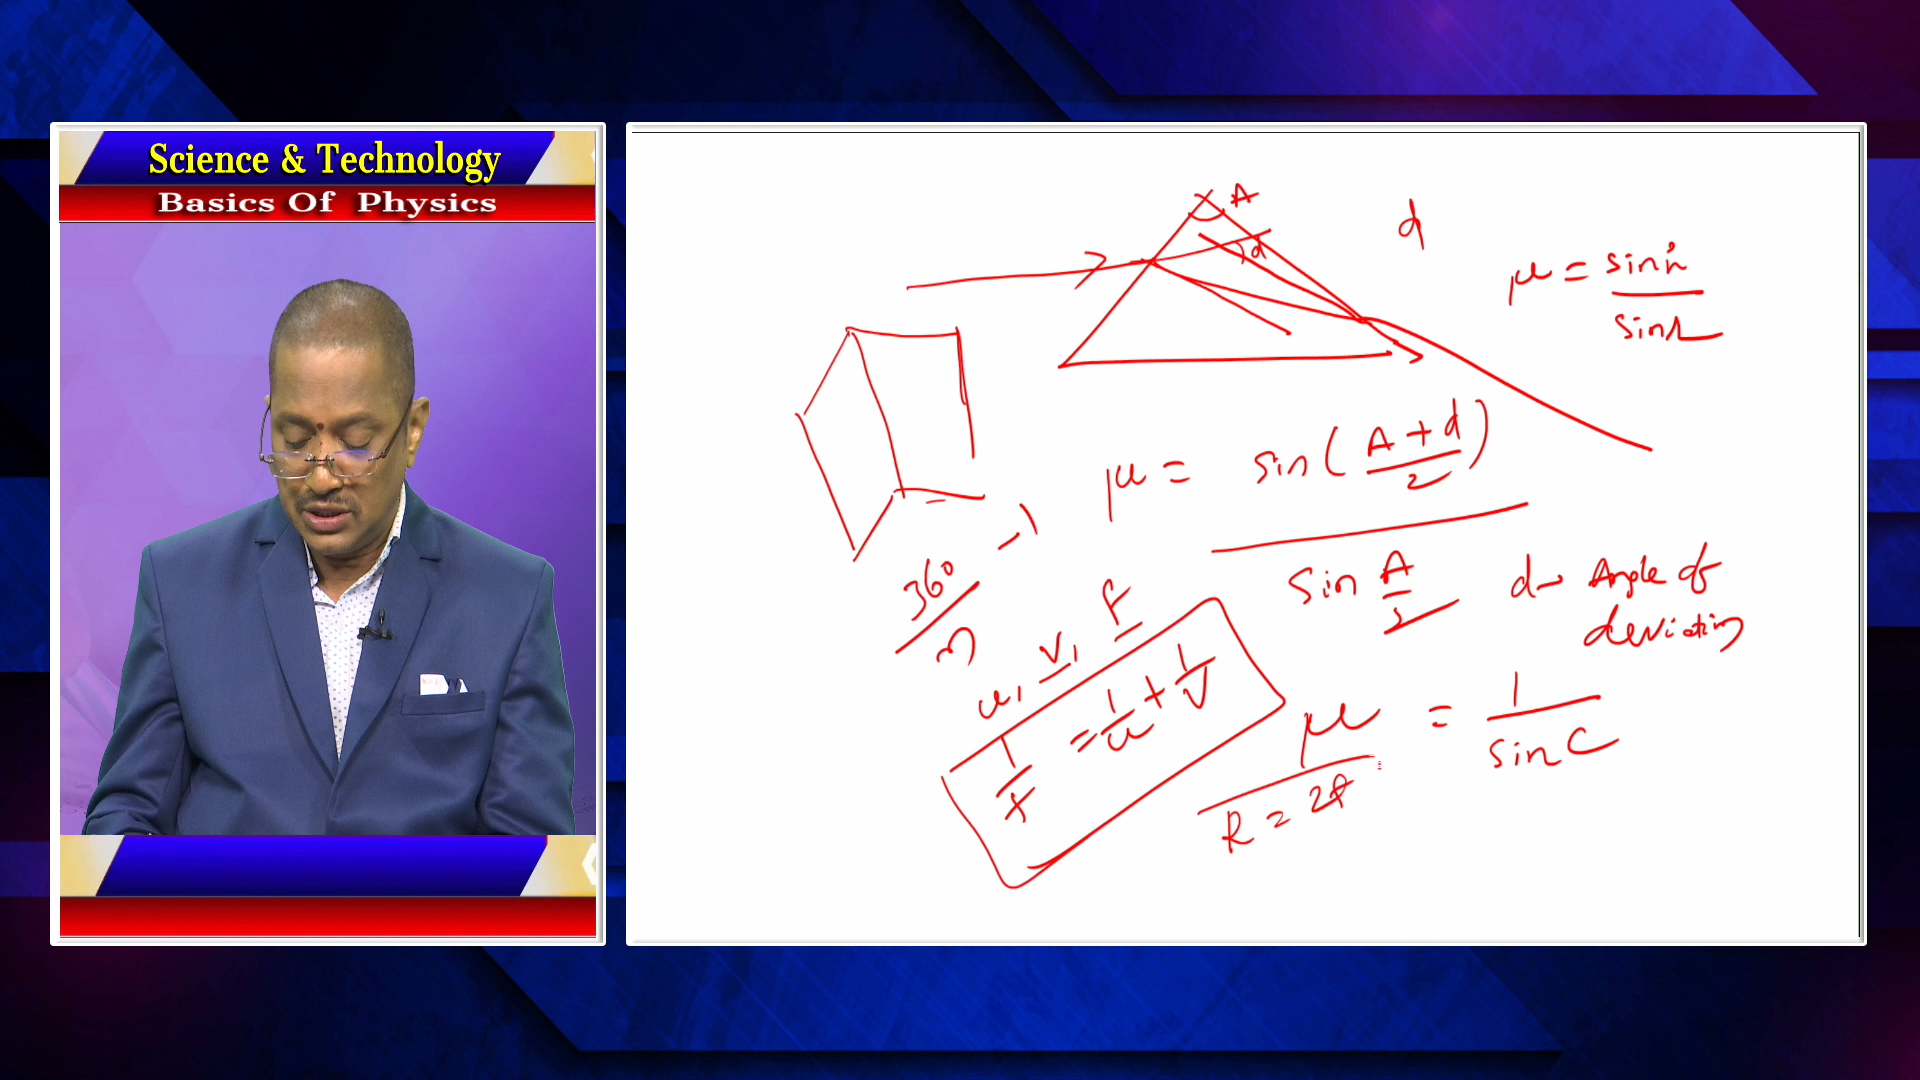 Science & Technology
Basics Of Physics
A
d
d
μ = sin i
sin r
μ = sin ( A + d )
2
sin A
2
d → Angle of
deviation
360
n
- 1
u, v, f
1 = 1 + 1
f u v
μ = 1
sin C
R = 2f